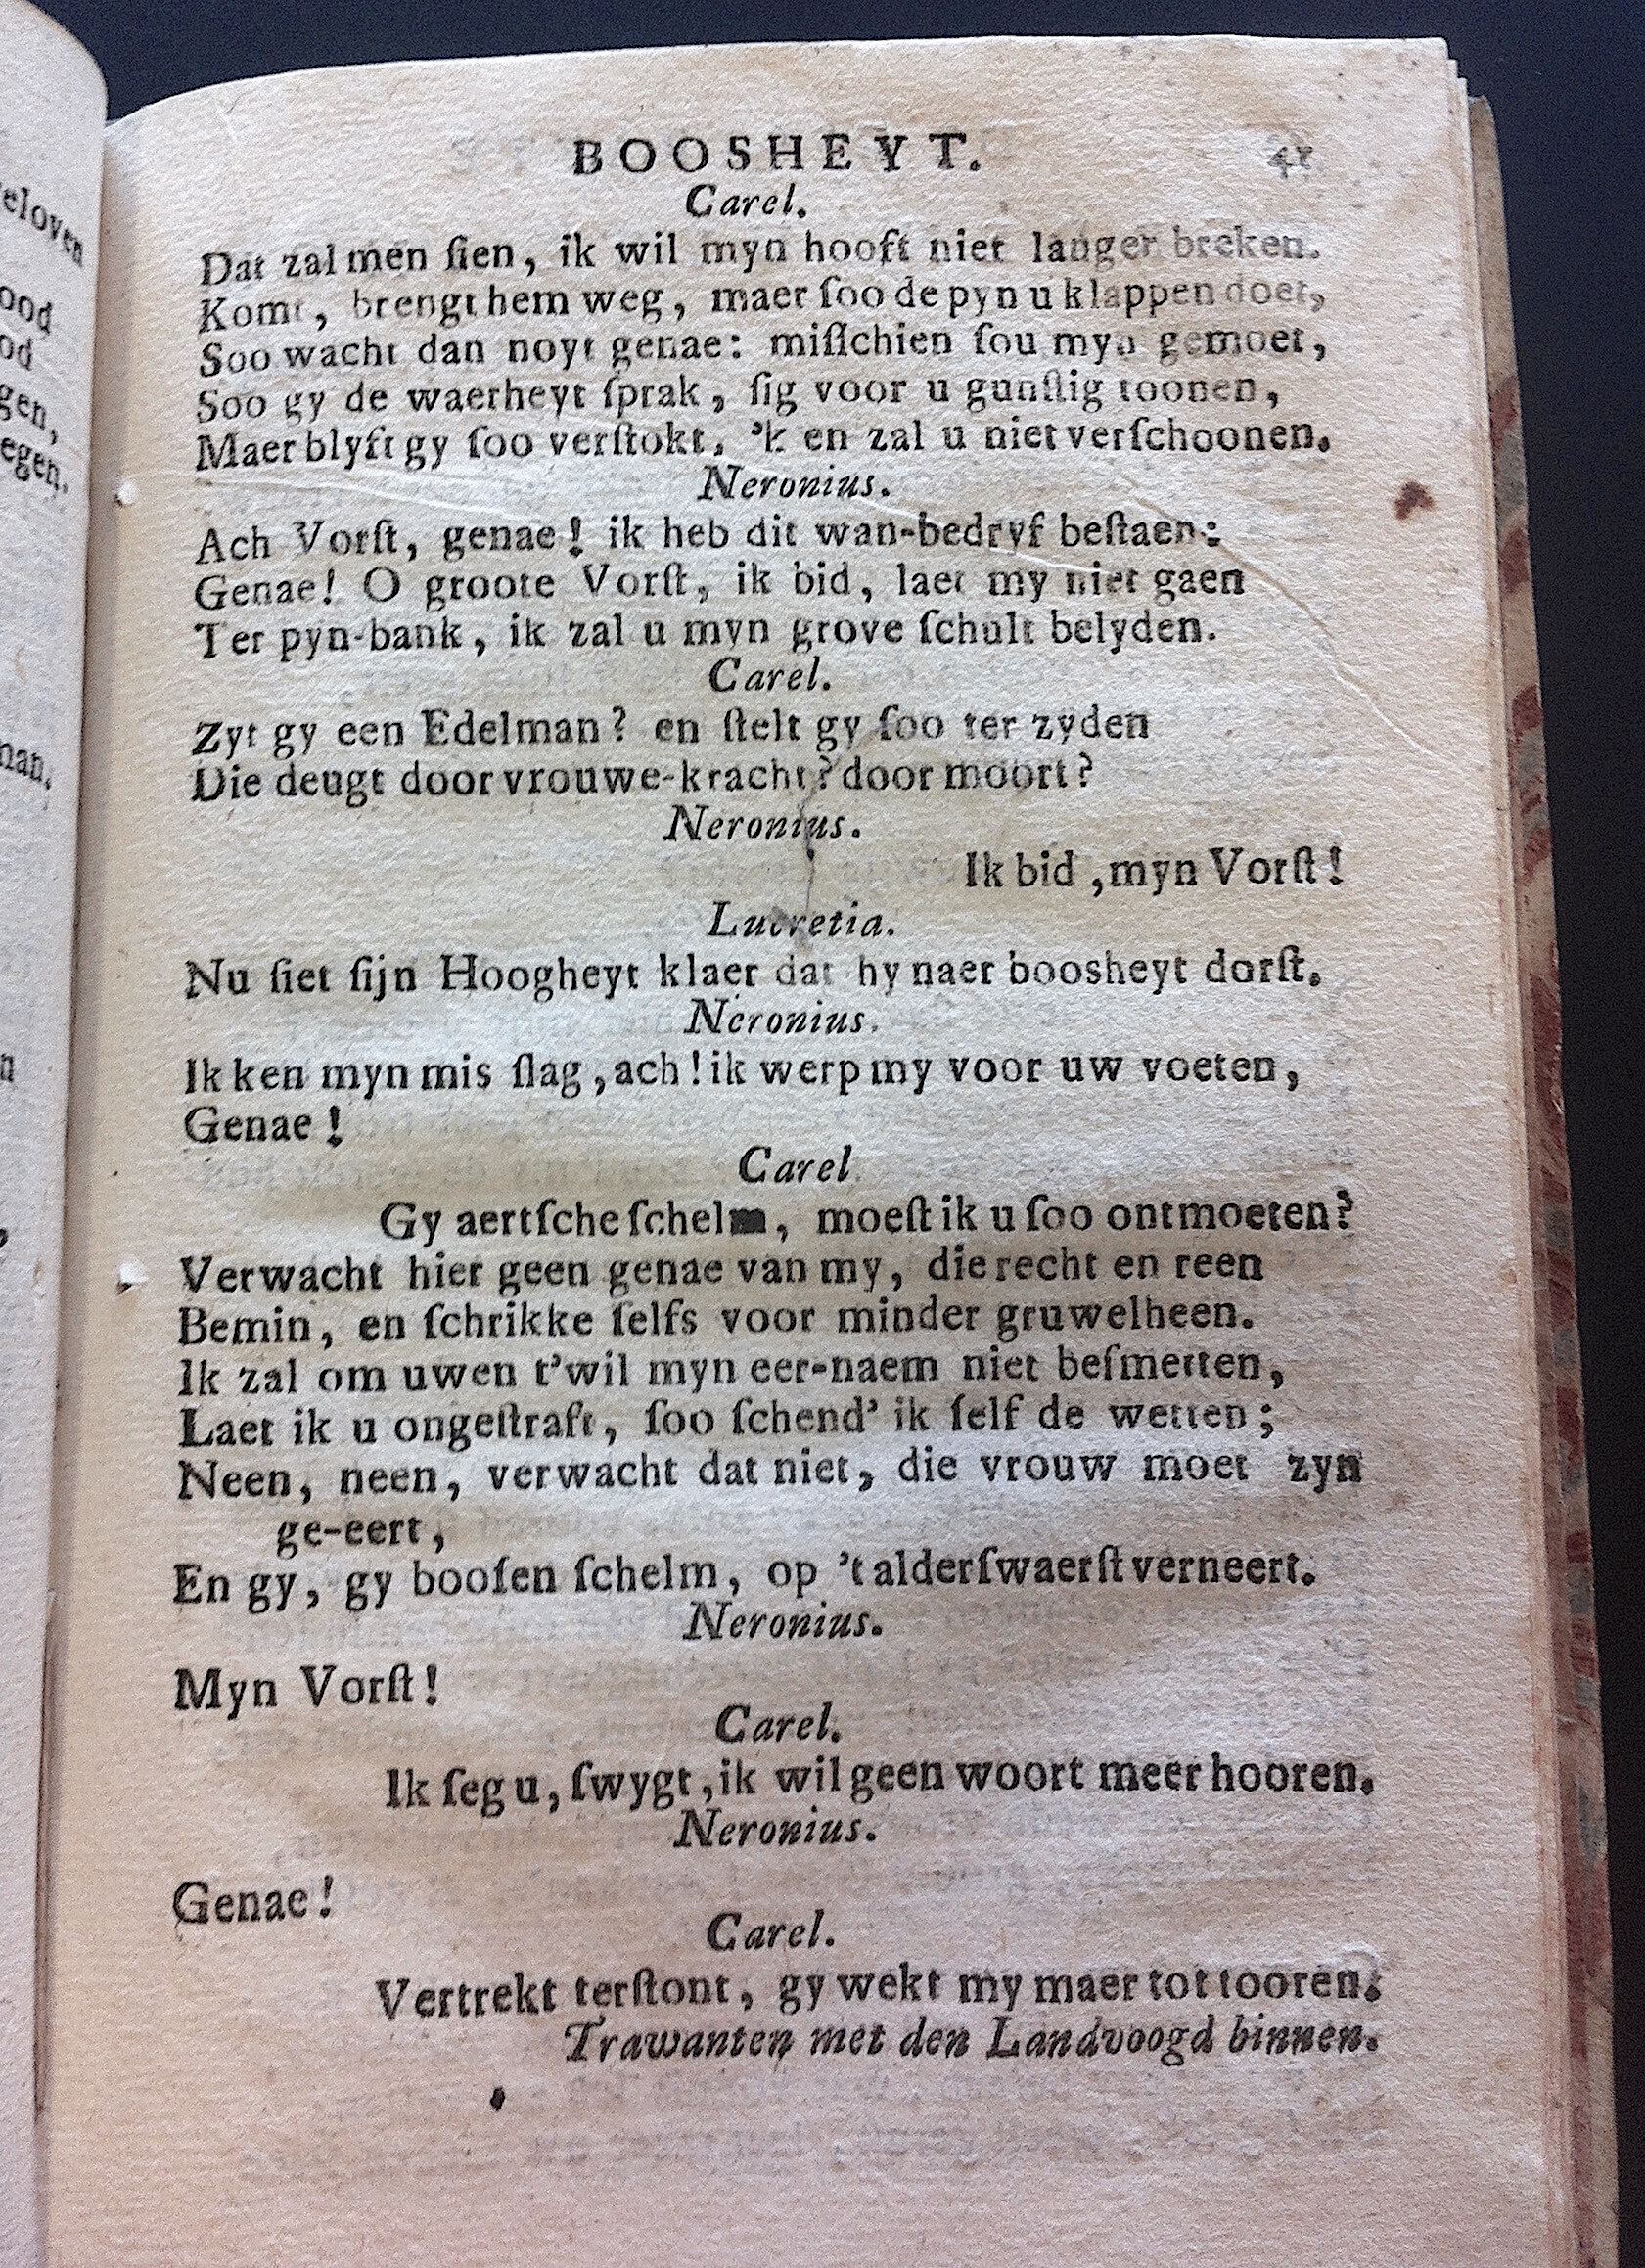 eloven
ood
od
gen,
egen.
nan.
n
BOOSHEYT. 41
Carel.
Dat zal men ſien, ik wil myn hooft niet langer breken.
Komt, brengt hem weg, maer ſoo de pyn u klappen doet,
Soo wacht dan noyt genae: miſſchien ſou myn gemoet,
Soo gy de waerheyt ſprak, ſig voor u gunſtig toonen,
Maer blyft gy ſoo verſtokt, 'k en zal u niet verſchoonen.
Neronius.
Ach Vorſt, genae! ik heb dit wan-bedryf beſtaen:
Genae! O groote Vorſt, ik bid, laet my niet gaen
Ter pyn-bank, ik zal u myn grove ſchult belyden.
Carel.
Zyt gy een Edelman? en ſtelt gy ſoo ter zyden
Die deugt door vrouwe-kracht? door moort?
Neronius.
Ik bid, myn Vorſt!
Lucretia.
Nu ſiet ſijn Hoogheyt klaer dat hy naer boosheyt dorſt.
Neronius.
Ik ken myn mis ſlag, ach! ik werp my voor uw voeten,
Genae!
Carel
Gy aertſche ſchelm, moeſt ik u ſoo ontmoeten?
Verwacht hier geen genae van my, die recht en reen
Bemin, en ſchrikke ſelfs voor minder gruwelheen.
Ik zal om uwen t'wil myn eer-naem niet beſmetten,
Laet ik u ongeſtraft, ſoo ſchend' ik ſelf de wetten;
Neen, neen, verwacht dat niet, die vrouw moet zyn
ge-eert,
En gy, gy booſen ſchelm, op 't alderſwaerſt verneert.
Neronius.
Myn Vorſt!
Carel.
Ik ſeg u, ſwygt, ik wil geen woort meer hooren.
Neronius.
Genae!
Carel.
Vertrekt terſtont, gy wekt my maer tot tooren:
Trawanten met den Landvoogd binnen.